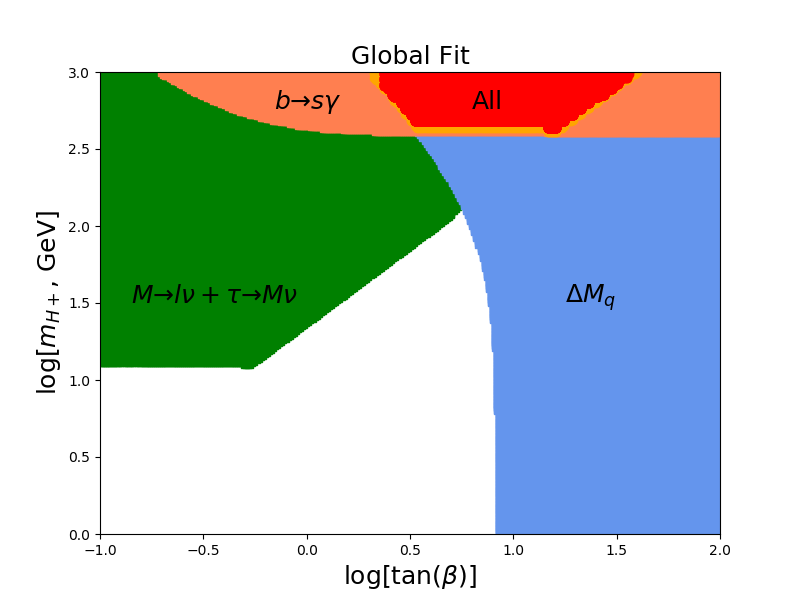 Global Fit
3.0
2.5
2.0
1.5
1.0
0.5
0.0
log[m_{H+}, GeV]
b→sγ
All
M→lν + τ→Mν
ΔM_q
−1.0 −0.5 0.0 0.5 1.0 1.5 2.0
log[tan(β)]